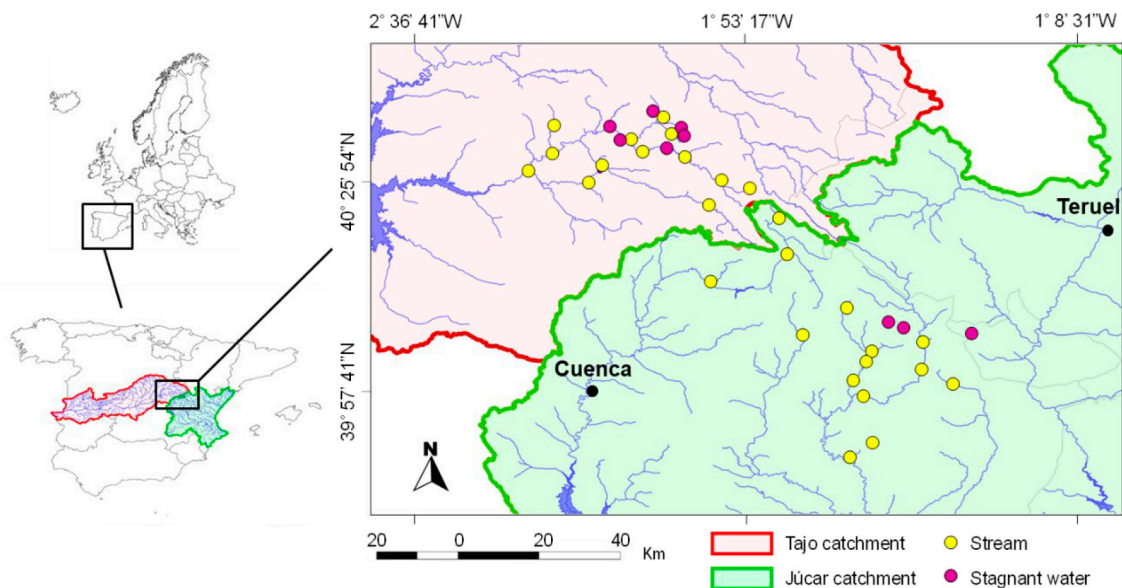 2° 36' 41"W 1° 53' 17"W 1° 8' 31"W
40° 25' 54"N
Teruel
39° 57' 41"N
Cuenca
N
20 0 20 40 Km
Tajo catchment Stream
Júcar catchment Stagnant water